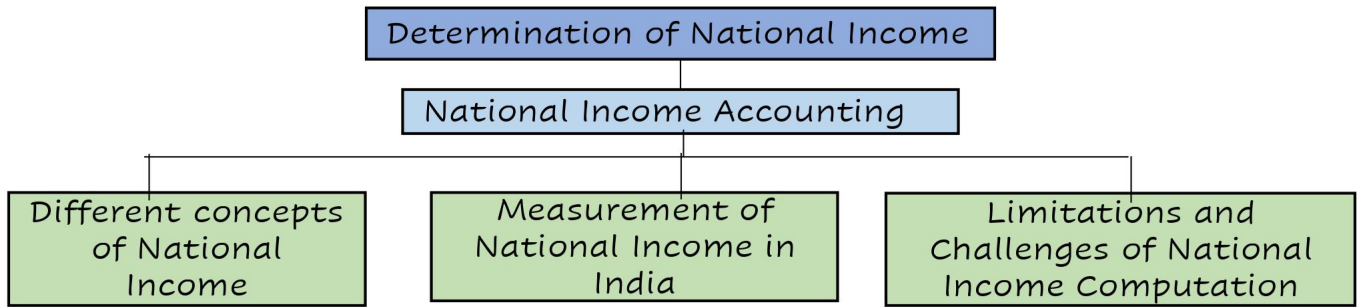 Determination of National Income
National Income Accounting
Different concepts
of National
Income
Measurement of
National Income in
India
Limitations and
Challenges of National
Income Computation